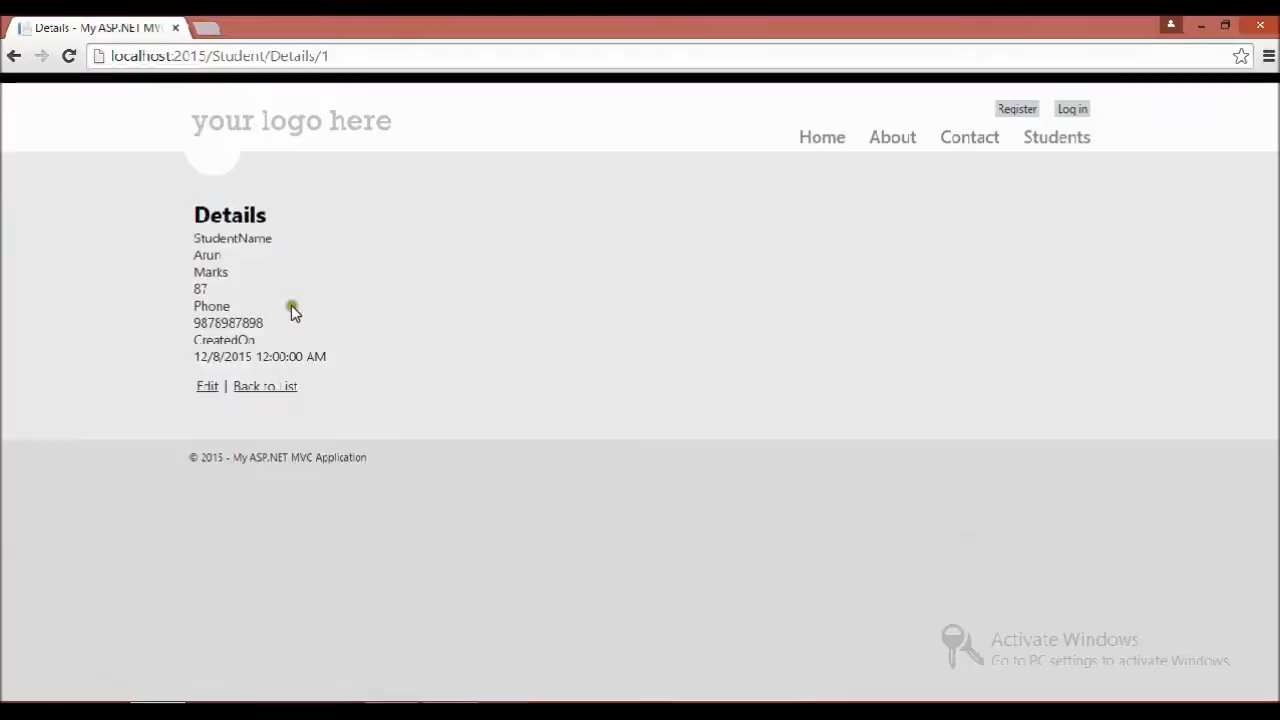 Details - My ASP.NET MV
localhost:2015/Student/Details/1
your logo here
Register Log in
Home About Contact Students
Details
StudentName
Arun
Marks
87
Phone
9878987898
CreatedOn
12/8/2015 12:00:00 AM
Edit | Back to List
© 2015 - My ASP.NET MVC Application
Activate Windows
Go to PC settings to activate Windows.